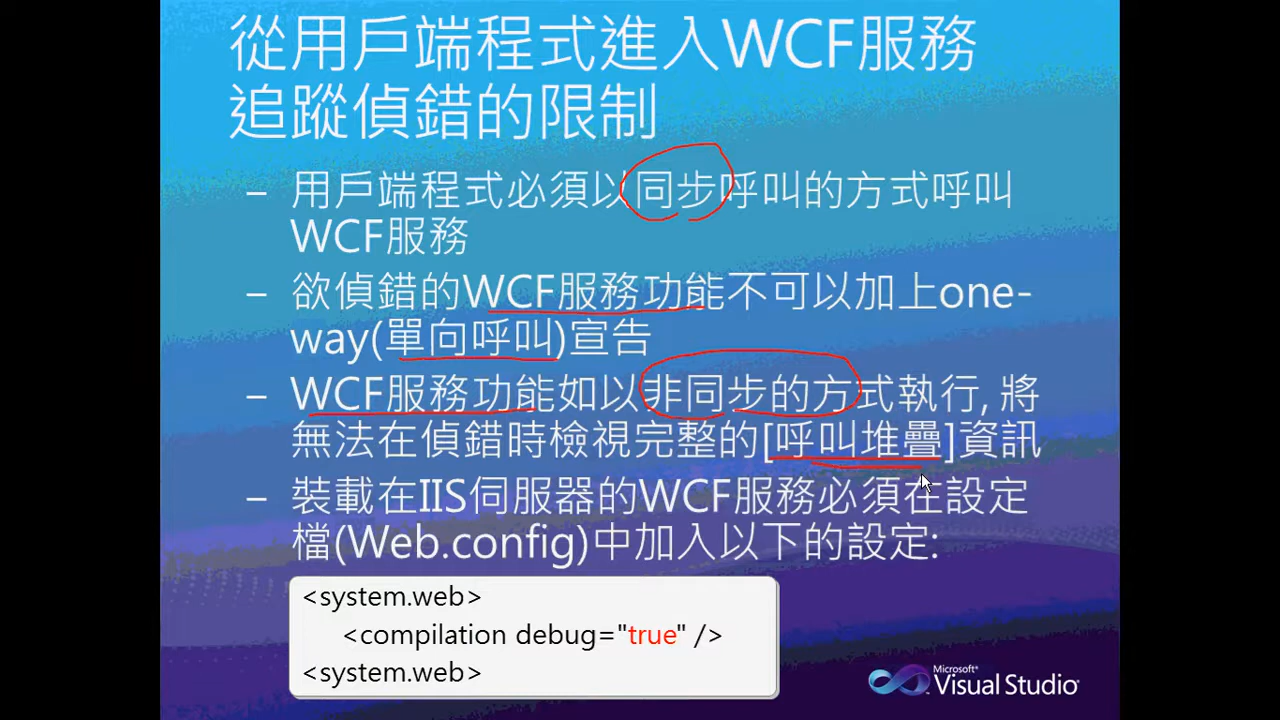 從用戶端程式進入WCF服務
追蹤偵錯的限制
– 用戶端程式必須以同步呼叫的方式呼叫
WCF服務
– 欲偵錯的WCF服務功能不可以加上one-
way(單向呼叫)宣告
– WCF服務功能如以非同步的方式執行, 將
無法在偵錯時檢視完整的[呼叫堆疊]資訊
– 裝載在IIS伺服器的WCF服務必須在設定
檔(Web.config)中加入以下的設定:
<system.web>
<compilation debug="true" />
<system.web>
Microsoft®
Visual Studio®